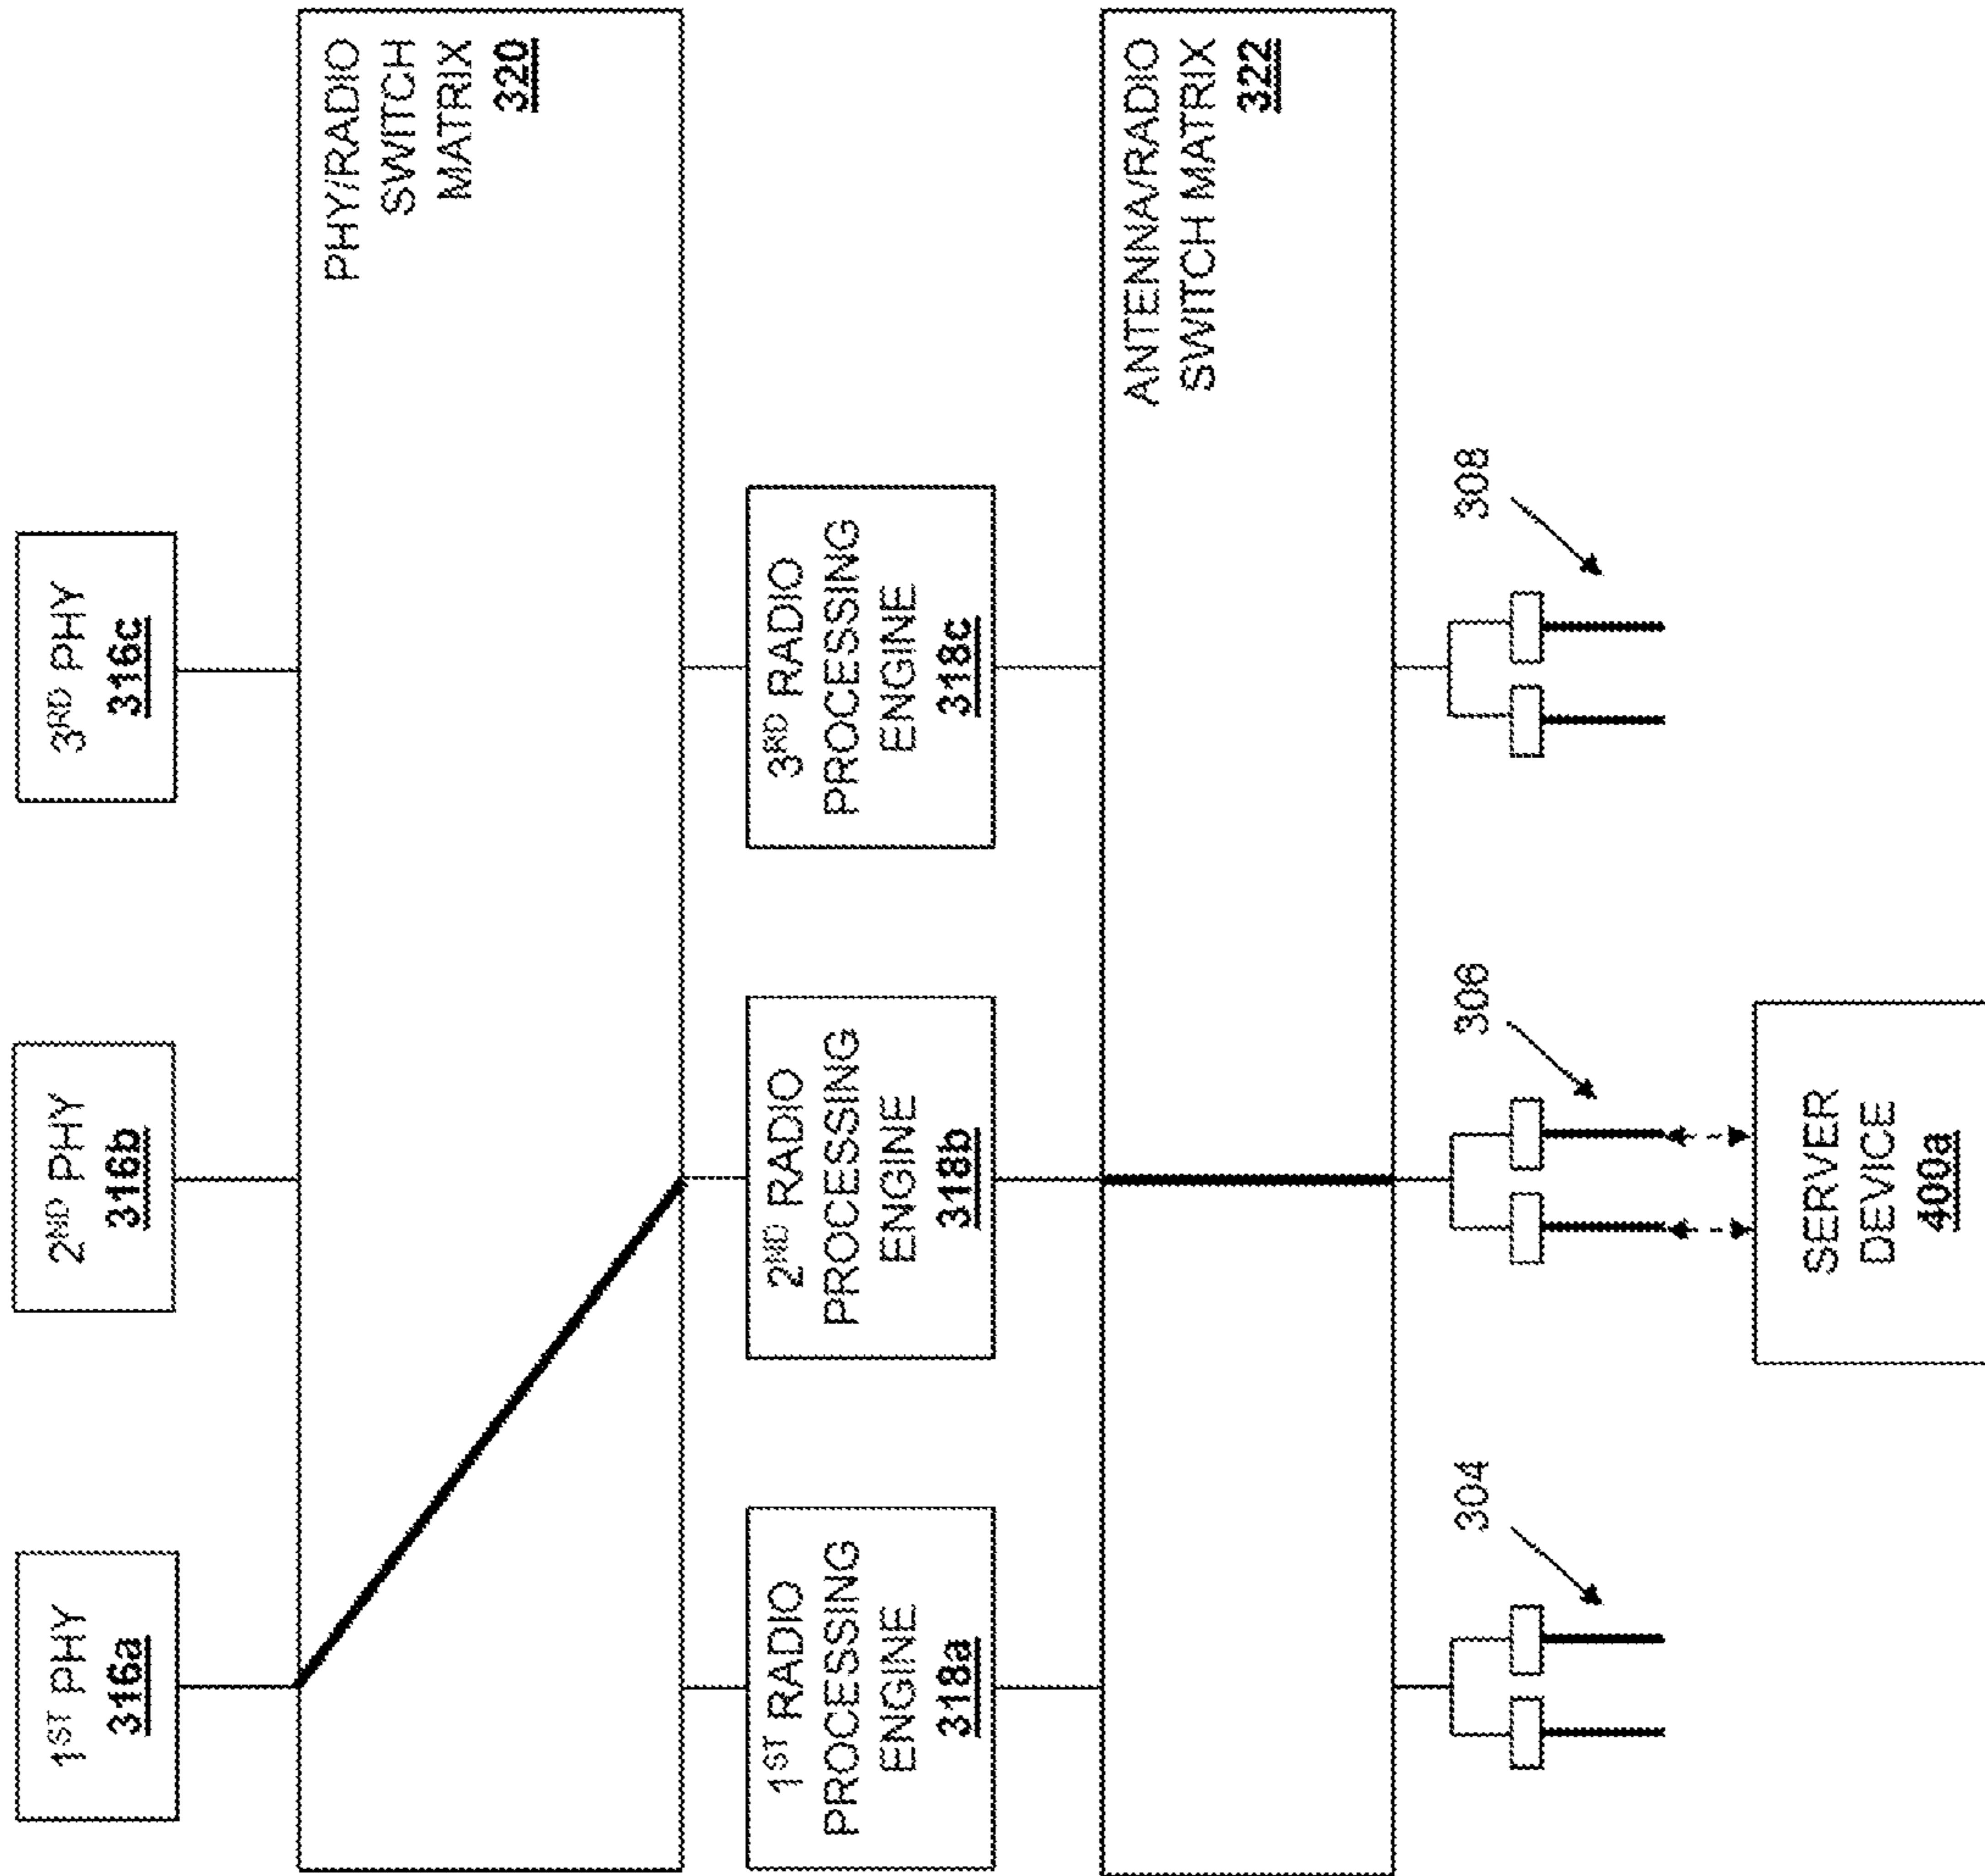 1ST PHY
316a
2ND PHY
316b
3RD PHY
316c
PHY/RADIO
SWITCH
MATRIX
320
1ST RADIO
PROCESSING
ENGINE
318a
2ND RADIO
PROCESSING
ENGINE
318b
3RD RADIO
PROCESSING
ENGINE
318c
ANTENNA/RADIO
SWITCH MATRIX
322
304
306
308
SERVER
DEVICE
400a